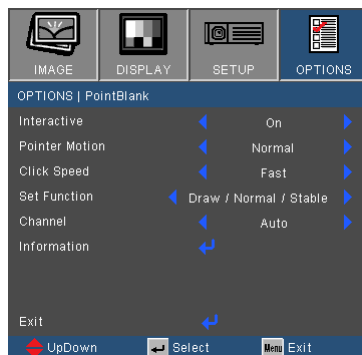 IMAGE DISPLAY SETUP OPTIONS
OPTIONS | PointBlank
Interactive On
Pointer Motion Normal
Click Speed Fast
Set Function Draw / Normal / Stable
Channel Auto
Information
Exit
UpDown Select Menu Exit